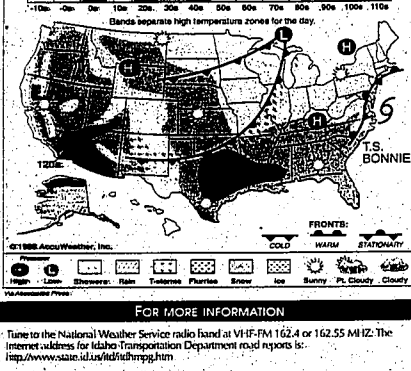 -10s -0s 0s 10s 20s 30s 40s 50s 60s 70s 80s 90s 100s 110s
Bands separate high temperature zones for the day.
L
H
H
H
T.S.
BONNIE
120s
FRONTS:
©1998 AccuWeather, Inc.
COLD WARM STATIONARY
Pressure
H L
High Low Showers Rain T-storms Flurries Snow Ice Sunny Pt. Cloudy Cloudy
Via Associated Press
FOR MORE INFORMATION
Tune to the National Weather Service radio band at VHF-FM 162.4 or 162.55 MHZ. The
Internet address for Idaho Transportation Department road reports is:
http//www.state.id.us/itd/itdhmpg.htm